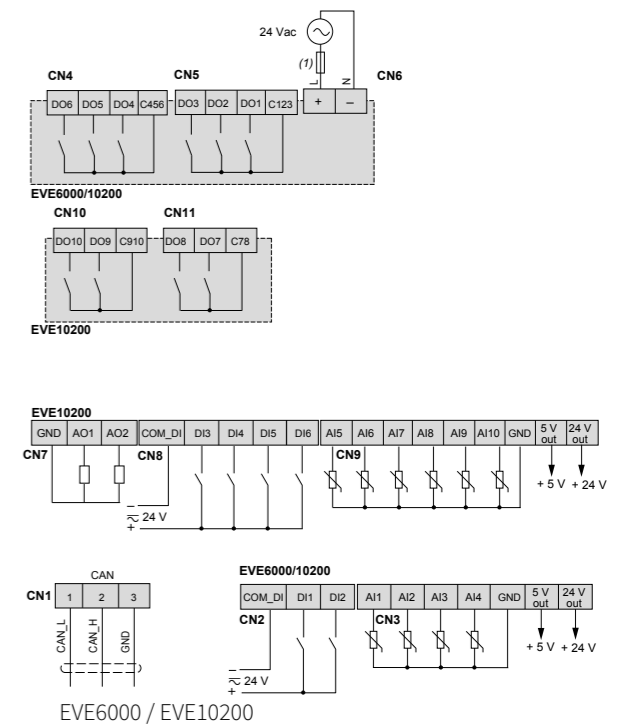 24 Vac
(1)
L
N
CN4
CN5
CN6
DO6 DO5 DO4 C456
DO3 DO2 DO1 C123
+ –
EVE6000/10200
CN10
CN11
DO10 DO9 C910
DO8 DO7 C78
EVE10200
EVE10200
GND AO1 AO2 COM_DI DI3 DI4 DI5 DI6 AI5 AI6 AI7 AI8 AI9 AI10 GND 5 V out 24 V out
CN7
CN8
CN9
+ 5 V + 24 V
–
24 V
+
CAN
CN1 1 2 3
CAN_L
CAN_H
GND
EVE6000/10200
COM_DI DI1 DI2 AI1 AI2 AI3 AI4 GND 5 V out 24 V out
CN2
CN3
+ 5 V + 24 V
–
24 V
+
EVE6000 / EVE10200